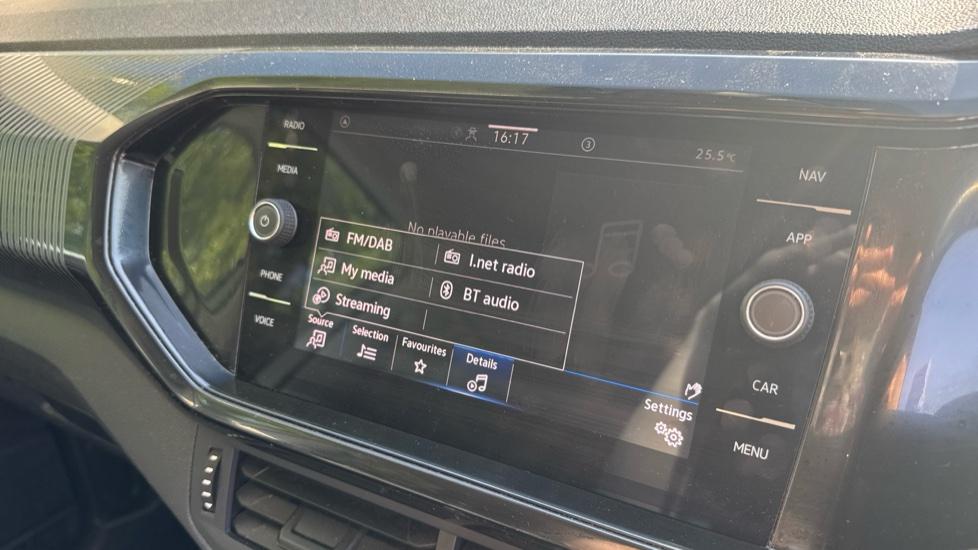 RADIO
MEDIA
PHONE
VOICE
16:17
3
25.5°C
No playable files
FM/DAB
I.net radio
My media
BT audio
Streaming
Source
Selection
Favourites
Details
Settings
NAV
APP
CAR
MENU